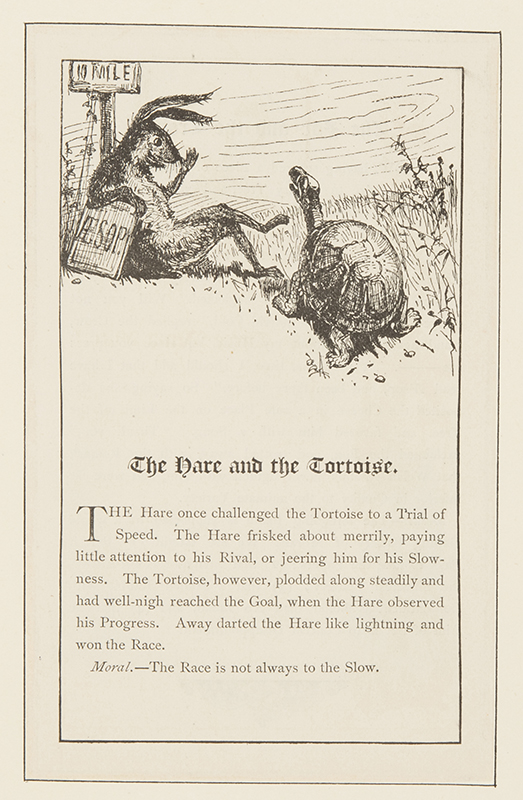 10 MILE
ÆSOP
The Hare and the Tortoise.
THE Hare once challenged the Tortoise to a Trial of
Speed. The Hare frisked about merrily, paying
little attention to his Rival, or jeering him for his Slow-
ness. The Tortoise, however, plodded along steadily and
had well-nigh reached the Goal, when the Hare observed
his Progress. Away darted the Hare like lightning and
won the Race.
Moral.—The Race is not always to the Slow.